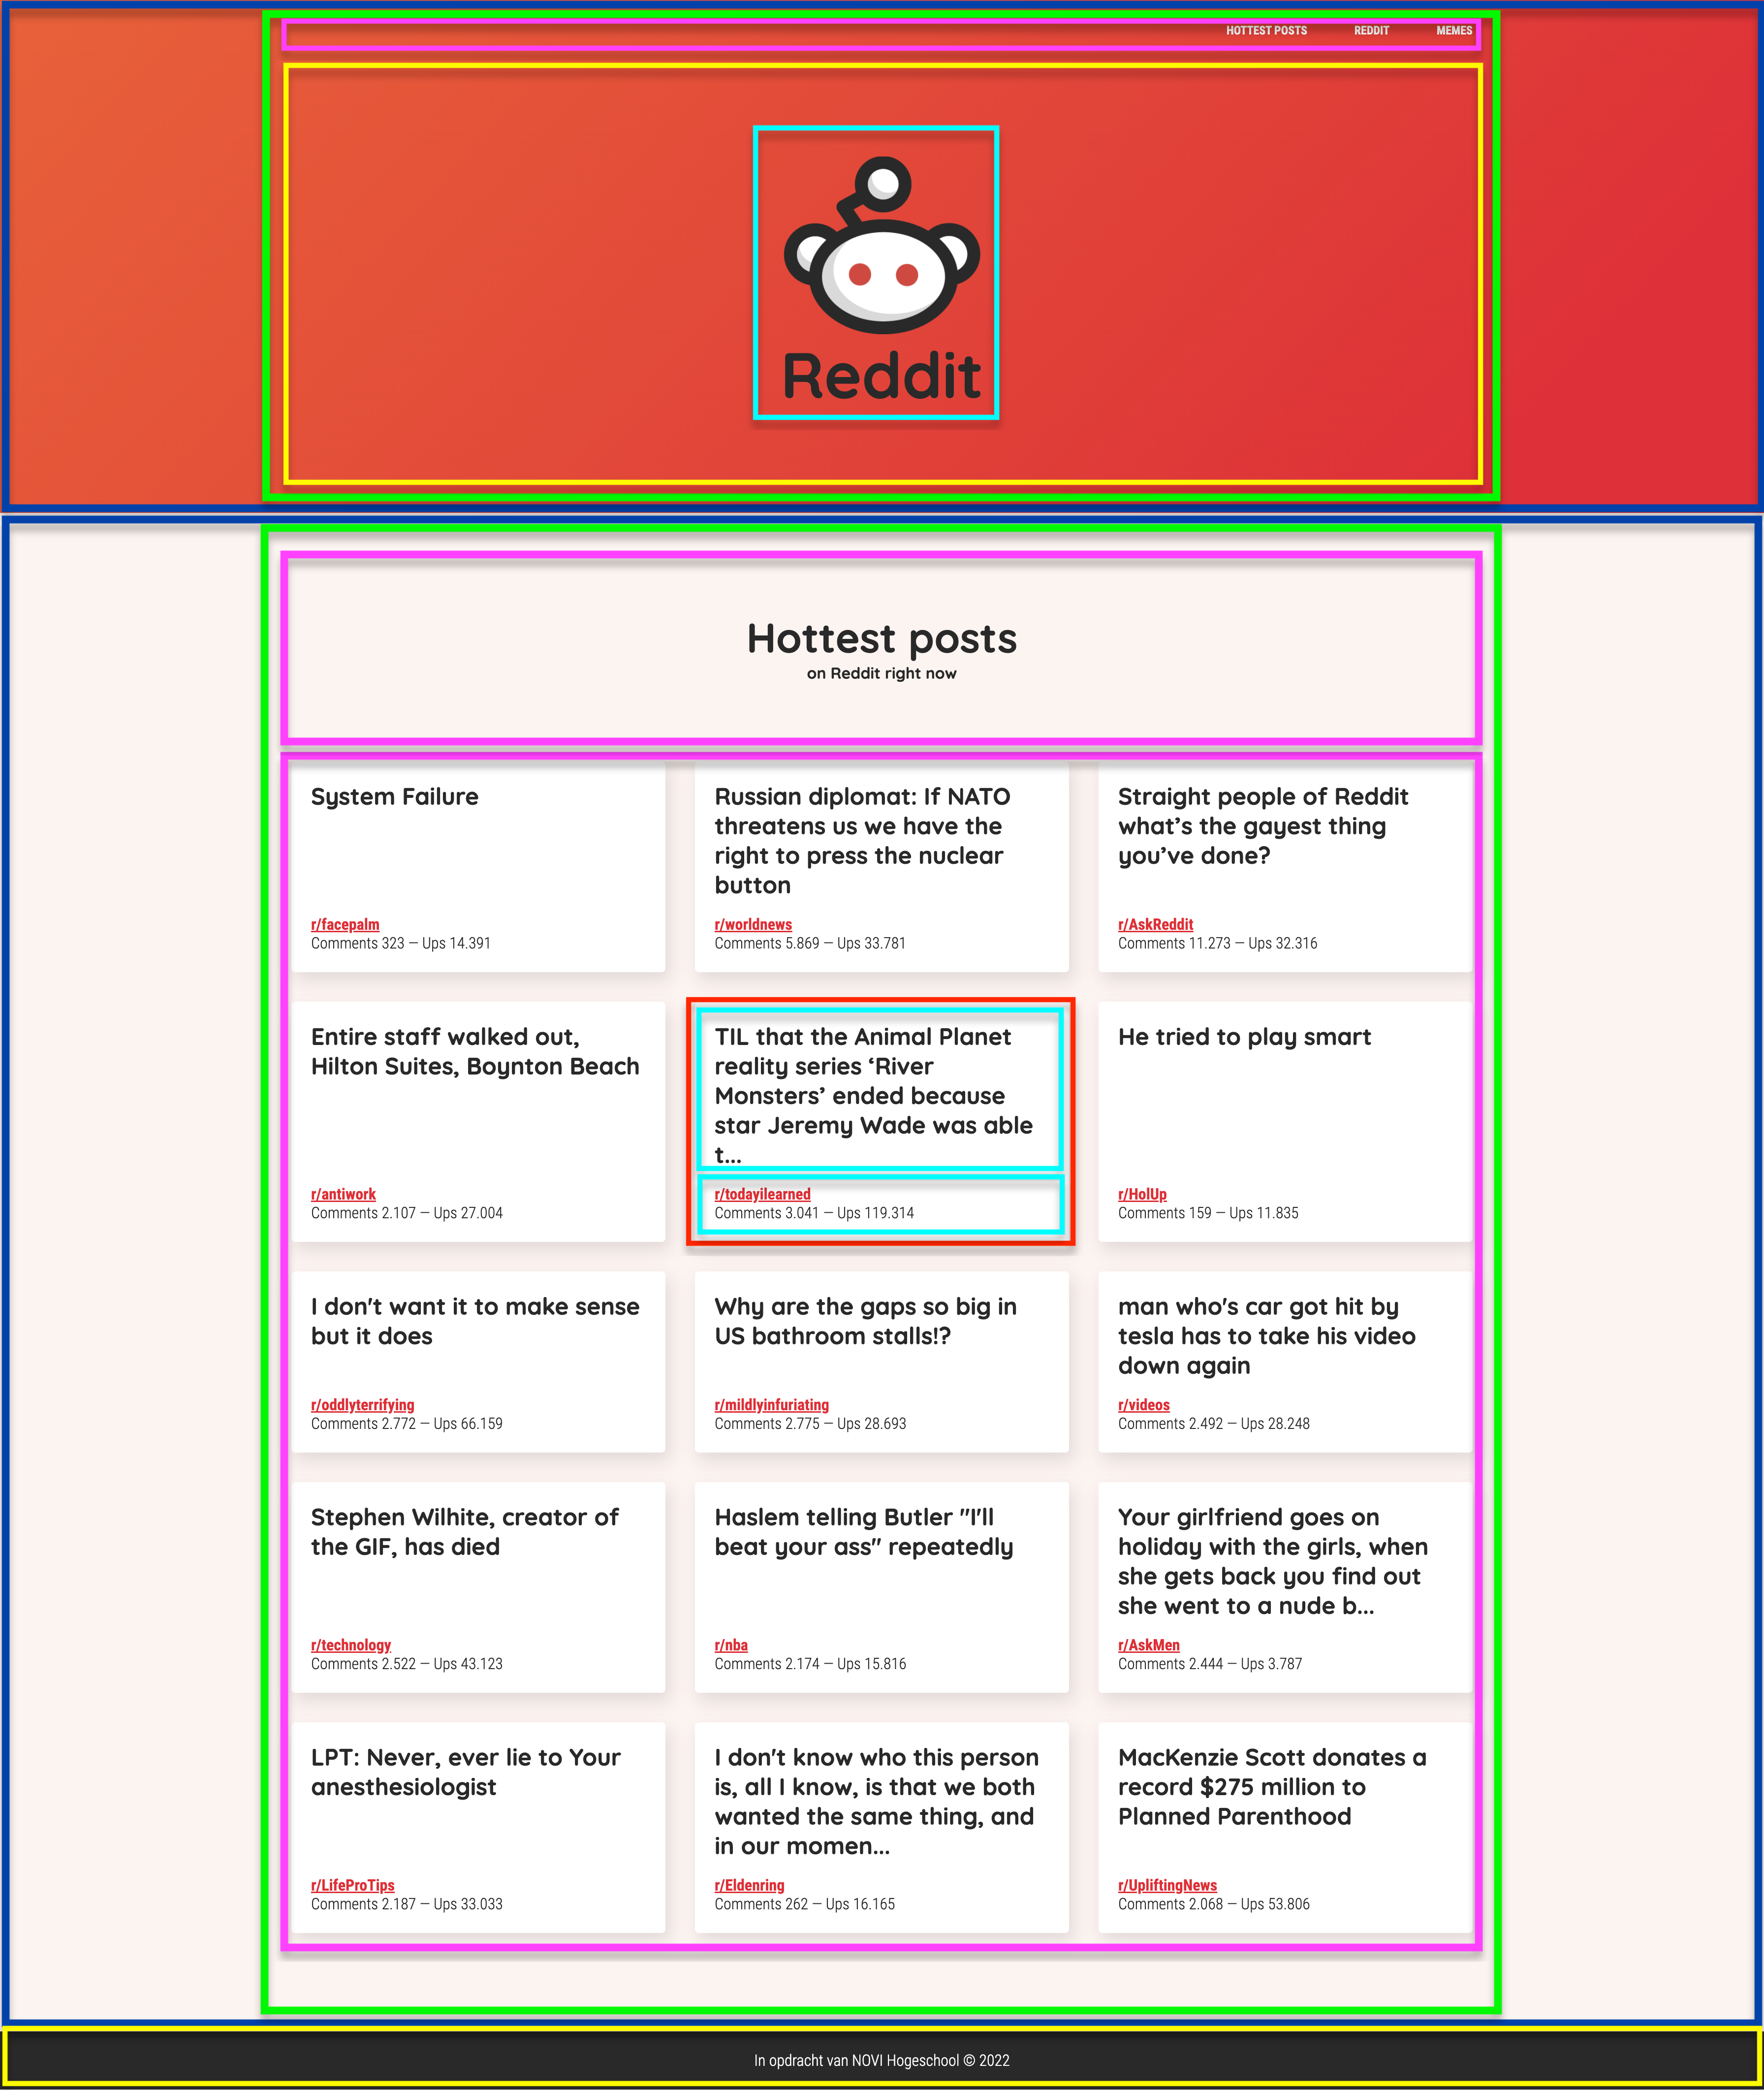 HOTTEST POSTS REDDIT MEMES
Reddit
Hottest posts
on Reddit right now
System Failure
r/facepalm
Comments 323 – Ups 14.391
Russian diplomat: If NATO
threatens us we have the
right to press the nuclear
button
r/worldnews
Comments 5.869 – Ups 33.781
Straight people of Reddit
what’s the gayest thing
you’ve done?
r/AskReddit
Comments 11.273 – Ups 32.316
Entire staff walked out,
Hilton Suites, Boynton Beach
r/antiwork
Comments 2.107 – Ups 27.004
TIL that the Animal Planet
reality series ‘River
Monsters’ ended because
star Jeremy Wade was able
t...
r/todayilearned
Comments 3.041 – Ups 119.314
He tried to play smart
r/HolUp
Comments 159 – Ups 11.835
I don't want it to make sense
but it does
r/oddlyterrifying
Comments 2.772 – Ups 66.159
Why are the gaps so big in
US bathroom stalls!?
r/mildlyinfuriating
Comments 2.775 – Ups 28.693
man who's car got hit by
tesla has to take his video
down again
r/videos
Comments 2.492 – Ups 28.248
Stephen Wilhite, creator of
the GIF, has died
r/technology
Comments 2.522 – Ups 43.123
Haslem telling Butler "I'll
beat your ass" repeatedly
r/nba
Comments 2.174 – Ups 15.816
Your girlfriend goes on
holiday with the girls, when
she gets back you find out
she went to a nude b...
r/AskMen
Comments 2.444 – Ups 3.787
LPT: Never, ever lie to Your
anesthesiologist
r/LifeProTips
Comments 2.187 – Ups 33.033
I don't know who this person
is, all I know, is that we both
wanted the same thing, and
in our momen...
r/Eldenring
Comments 262 – Ups 16.165
MacKenzie Scott donates a
record $275 million to
Planned Parenthood
r/UpliftingNews
Comments 2.068 – Ups 53.806
In opdracht van NOVI Hogeschool © 2022